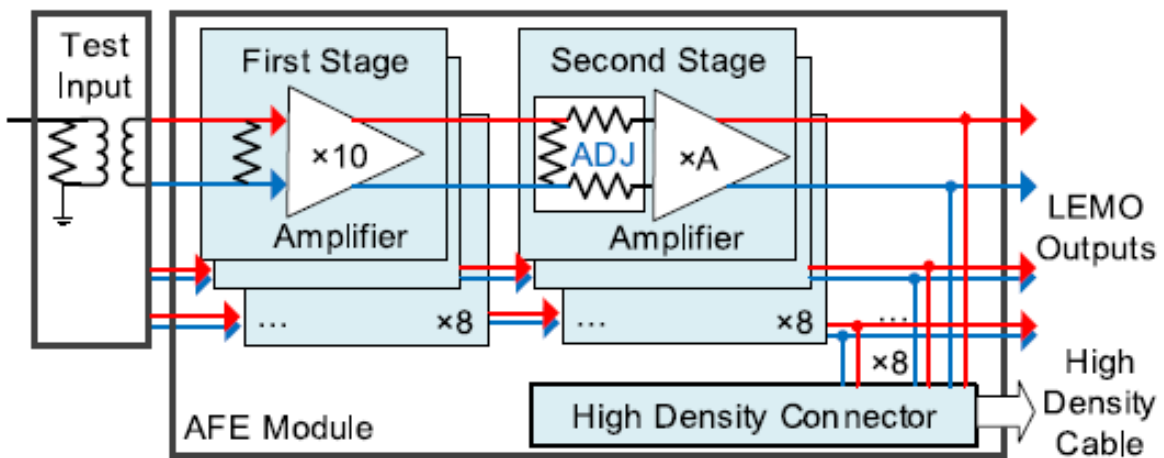 Test
Input
First Stage
×10
Amplifier
... ×8
Second Stage
ADJ
×A
Amplifier
... ×8
...
×8
LEMO
Outputs
High Density Connector
AFE Module
High
Density
Cable